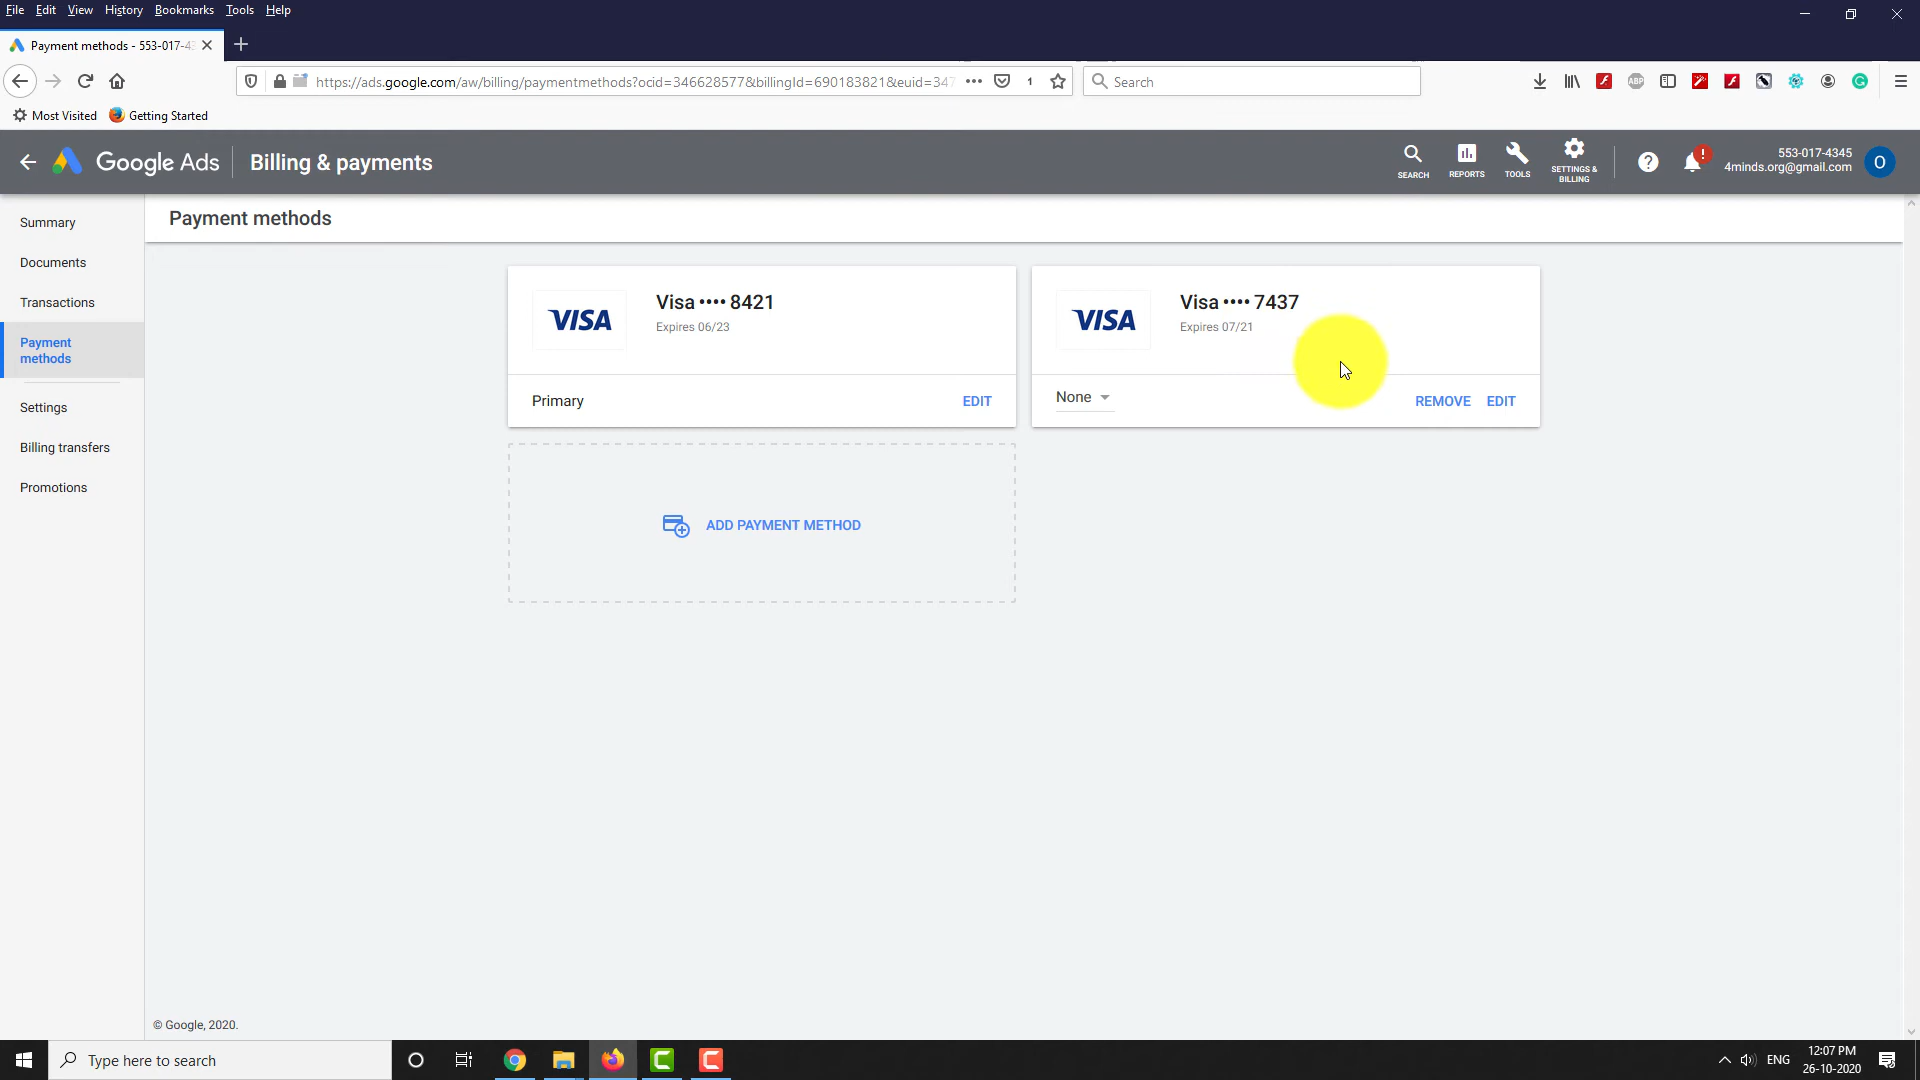 File Edit View History Bookmarks Tools Help
Payment methods - 553-017-43
https://ads.google.com/aw/billing/paymentmethods?ocid=346628577&billingId=690183821&euid=347
1
Search
Most Visited Getting Started
Google Ads Billing & payments
SEARCH
REPORTS
TOOLS
SETTINGS &
BILLING
553-017-4345
4minds.org@gmail.com
O
Summary
Documents
Transactions
Payment
methods
Settings
Billing transfers
Promotions
Payment methods
VISA
Visa •••• 8421
Expires 06/23
Primary EDIT
VISA
Visa •••• 7437
Expires 07/21
None REMOVE EDIT
ADD PAYMENT METHOD
© Google, 2020.
Type here to search
ENG
12:07 PM
26-10-2020